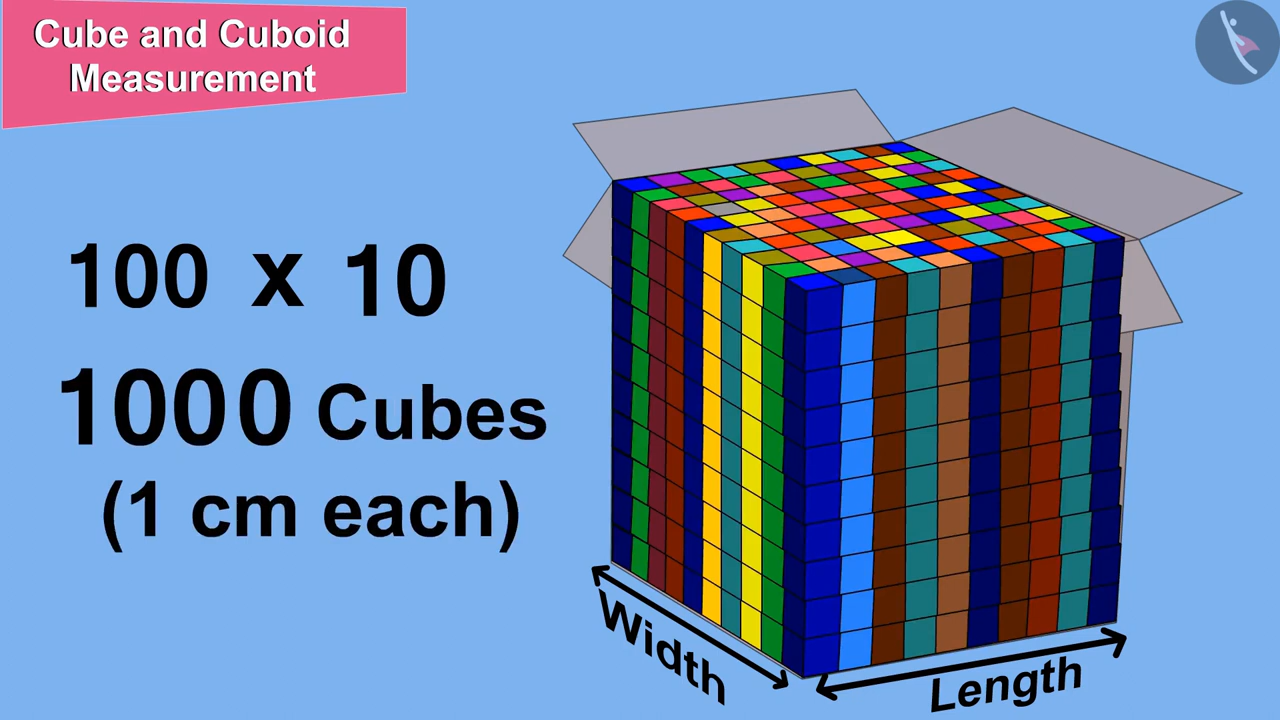 Cube and Cuboid
Measurement
100 x 10
1000 Cubes
(1 cm each)
Width
Length